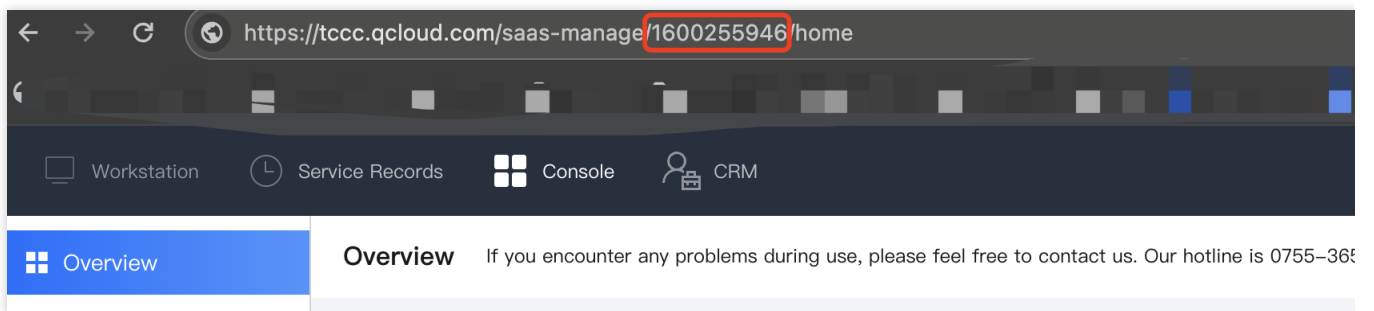 https://tccc.qcloud.com/saas-manage/1600255946/home
Workstation Service Records Console CRM
Overview
Overview If you encounter any problems during use, please feel free to contact us. Our hotline is 0755-365